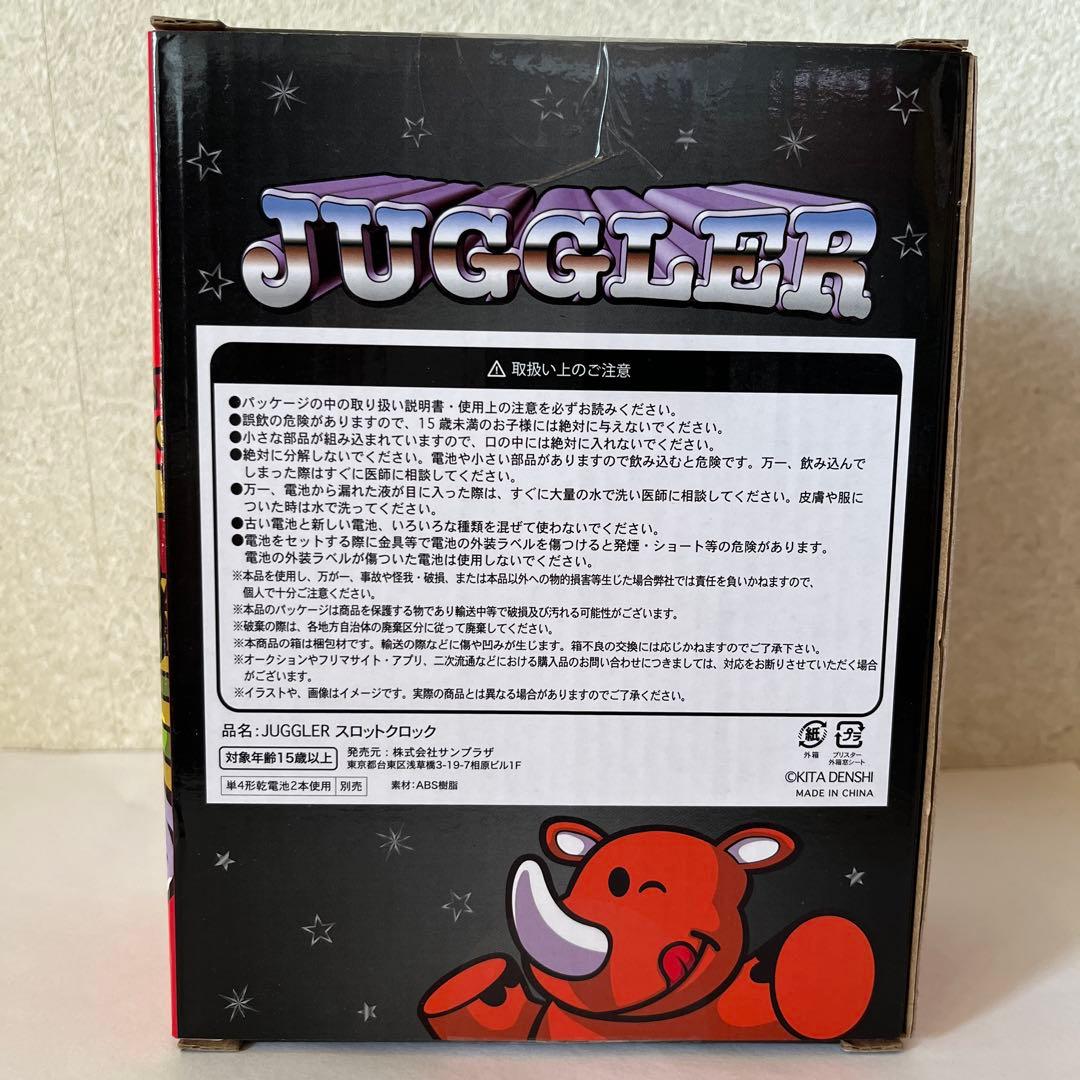 JUGGLER
⚠ 取扱い上のご注意
●パッケージの中の取り扱い説明書・使用上の注意を必ずお読みください。
●誤飲の危険がありますので、15歳未満のお子様には絶対に与えないでください。
●小さな部品が組み込まれていますので、口の中には絶対に入れないでください。
●絶対に分解しないでください。電池や小さい部品がありますので飲み込むと危険です。万一、飲み込んで
しまった際はすぐに医師に相談してください。
●万一、電池から漏れた液が目に入った際は、すぐに大量の水で洗い医師に相談してください。皮膚や服に
ついた時は水で洗ってください。
●古い電池と新しい電池、いろいろな種類を混ぜて使わないでください。
●電池をセットする際に金具等で電池の外装ラベルを傷つけると発煙・ショート等の危険があります。
電池の外装ラベルが傷ついた電池は使用しないでください。
※本品を使用し、万が一、事故や怪我・破損、または本品以外への物的損害等生じた場合弊社では責任を負いかねますので、
個人で十分ご注意ください。
※本品のパッケージは商品を保護する物であり輸送中等で破損及び汚れる可能性がございます。
※破棄の際は、各地方自治体の廃棄区分に従って廃棄してください。
※本商品の箱は梱包材です。輸送の際などに傷や凹みが生じます。箱不良の交換には応じかねますのでご了承下さい。
※オークションやフリマサイト・アプリ、二次流通などにおける購入品のお問い合わせにつきましては、対応をお断りさせていただく場合
がございます。
※イラストや、画像はイメージです。実際の商品とは異なる場合がありますのでご了承ください。
品名:JUGGLER スロットクロック
対象年齢15歳以上
発売元：株式会社サンプラザ
東京都台東区浅草橋3-19-7相原ビル1F
単4形乾電池2本使用 別売
素材:ABS樹脂
紙
外箱
プラ
ブリスター
外箱窓シート
©KITA DENSHI
MADE IN CHINA